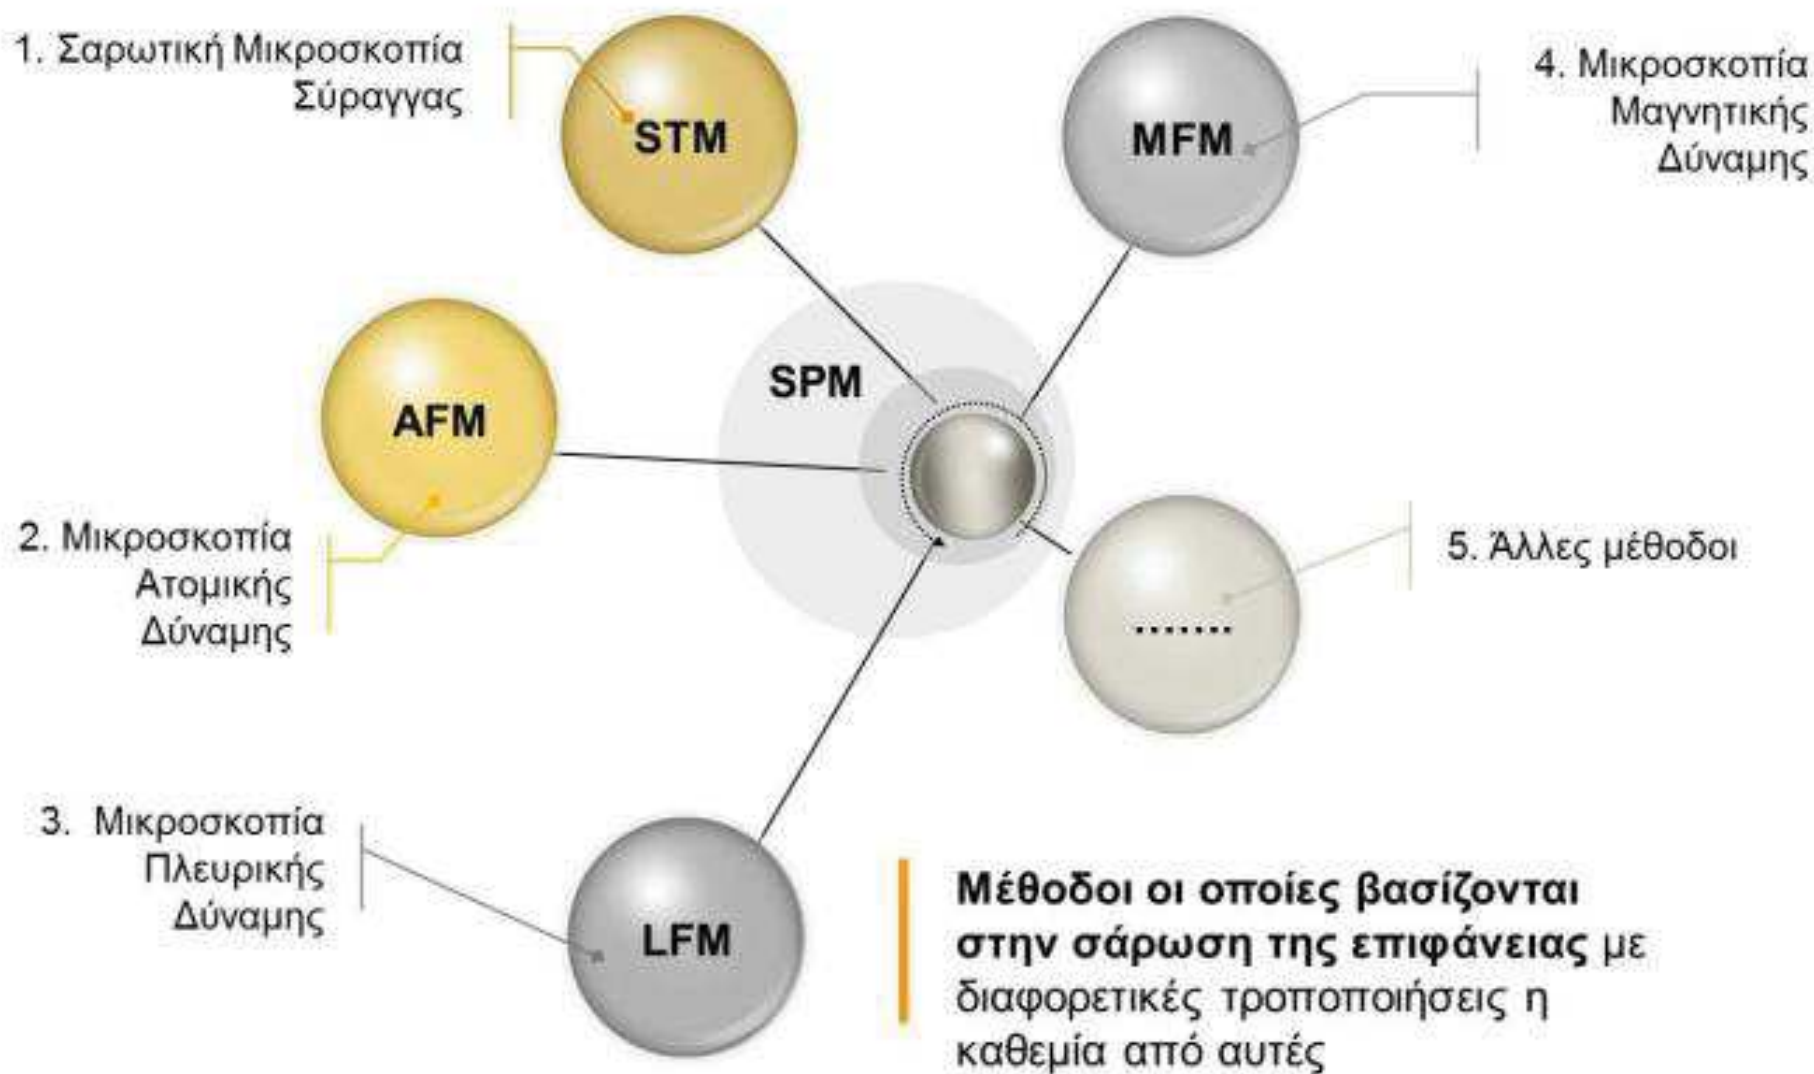 1. Σαρωτική Μικροσκοπία
Σύραγγας
STM
MFM
4. Μικροσκοπία
Μαγνητικής
Δύναμης
SPM
AFM
2. Μικροσκοπία
Ατομικής
Δύναμης
.......
5. Άλλες μέθοδοι
3. Μικροσκοπία
Πλευρικής
Δύναμης
LFM
Μέθοδοι οι οποίες βασίζονται
στην σάρωση της επιφάνειας με
διαφορετικές τροποποιήσεις η
καθεμία από αυτές